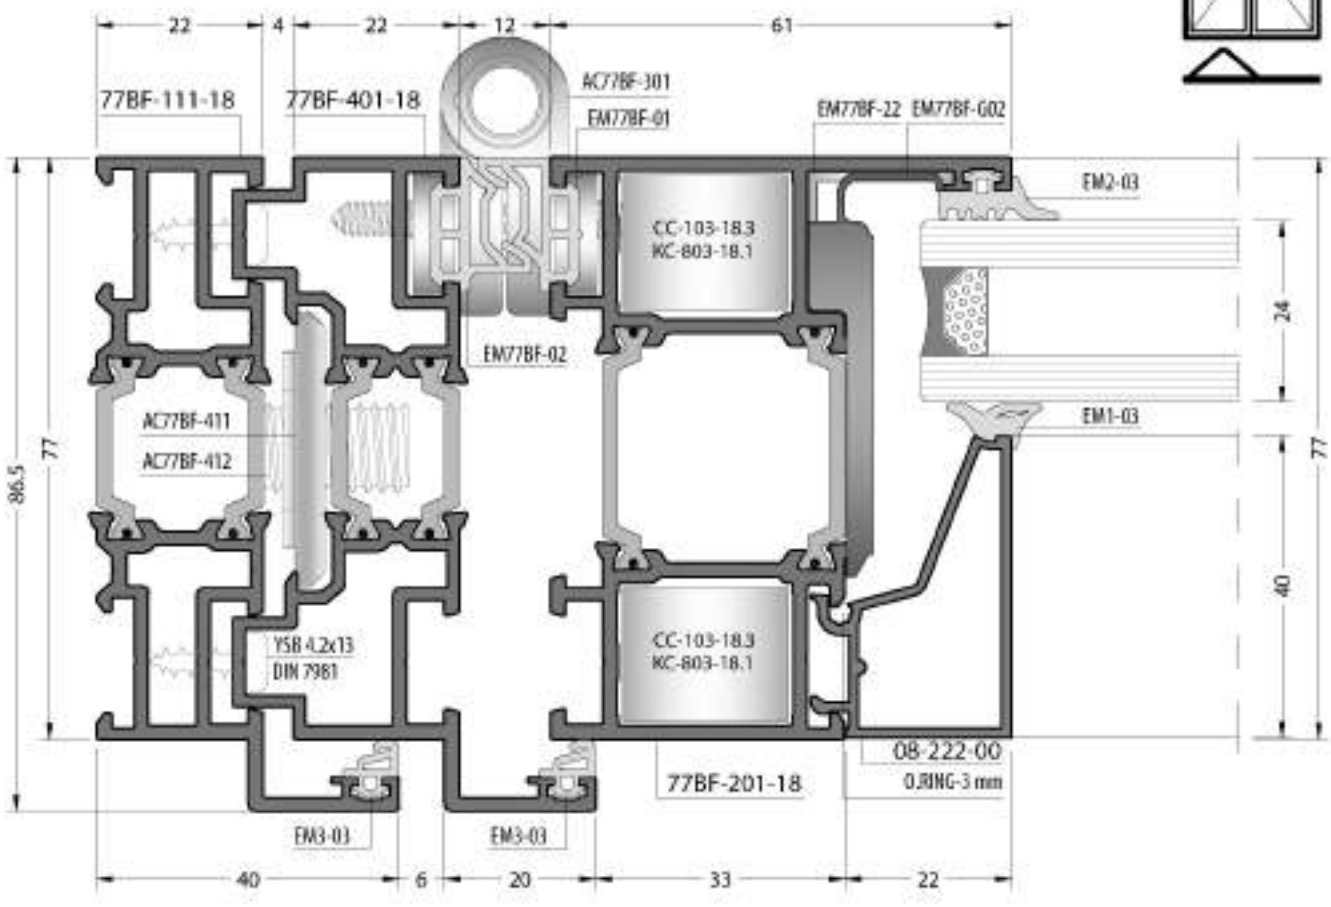 22 4 22 12 61
77BF-111-18
77BF-401-18
AC77BF-301
EM77BF-01
EM77BF-22
EM77BF-G02
EM2-03
CC-103-18.3
KC-803-18.1
24
EM77BF-02
AC77BF-411
AC77BF-412
EM1-03
77
86.5
77
40
YSB 4.2x13
DIN 7981
CC-103-18.3
KC-803-18.1
08-222-00
O.RING-3 mm
77BF-201-18
EM3-03
EM3-03
40 6 20 33 22